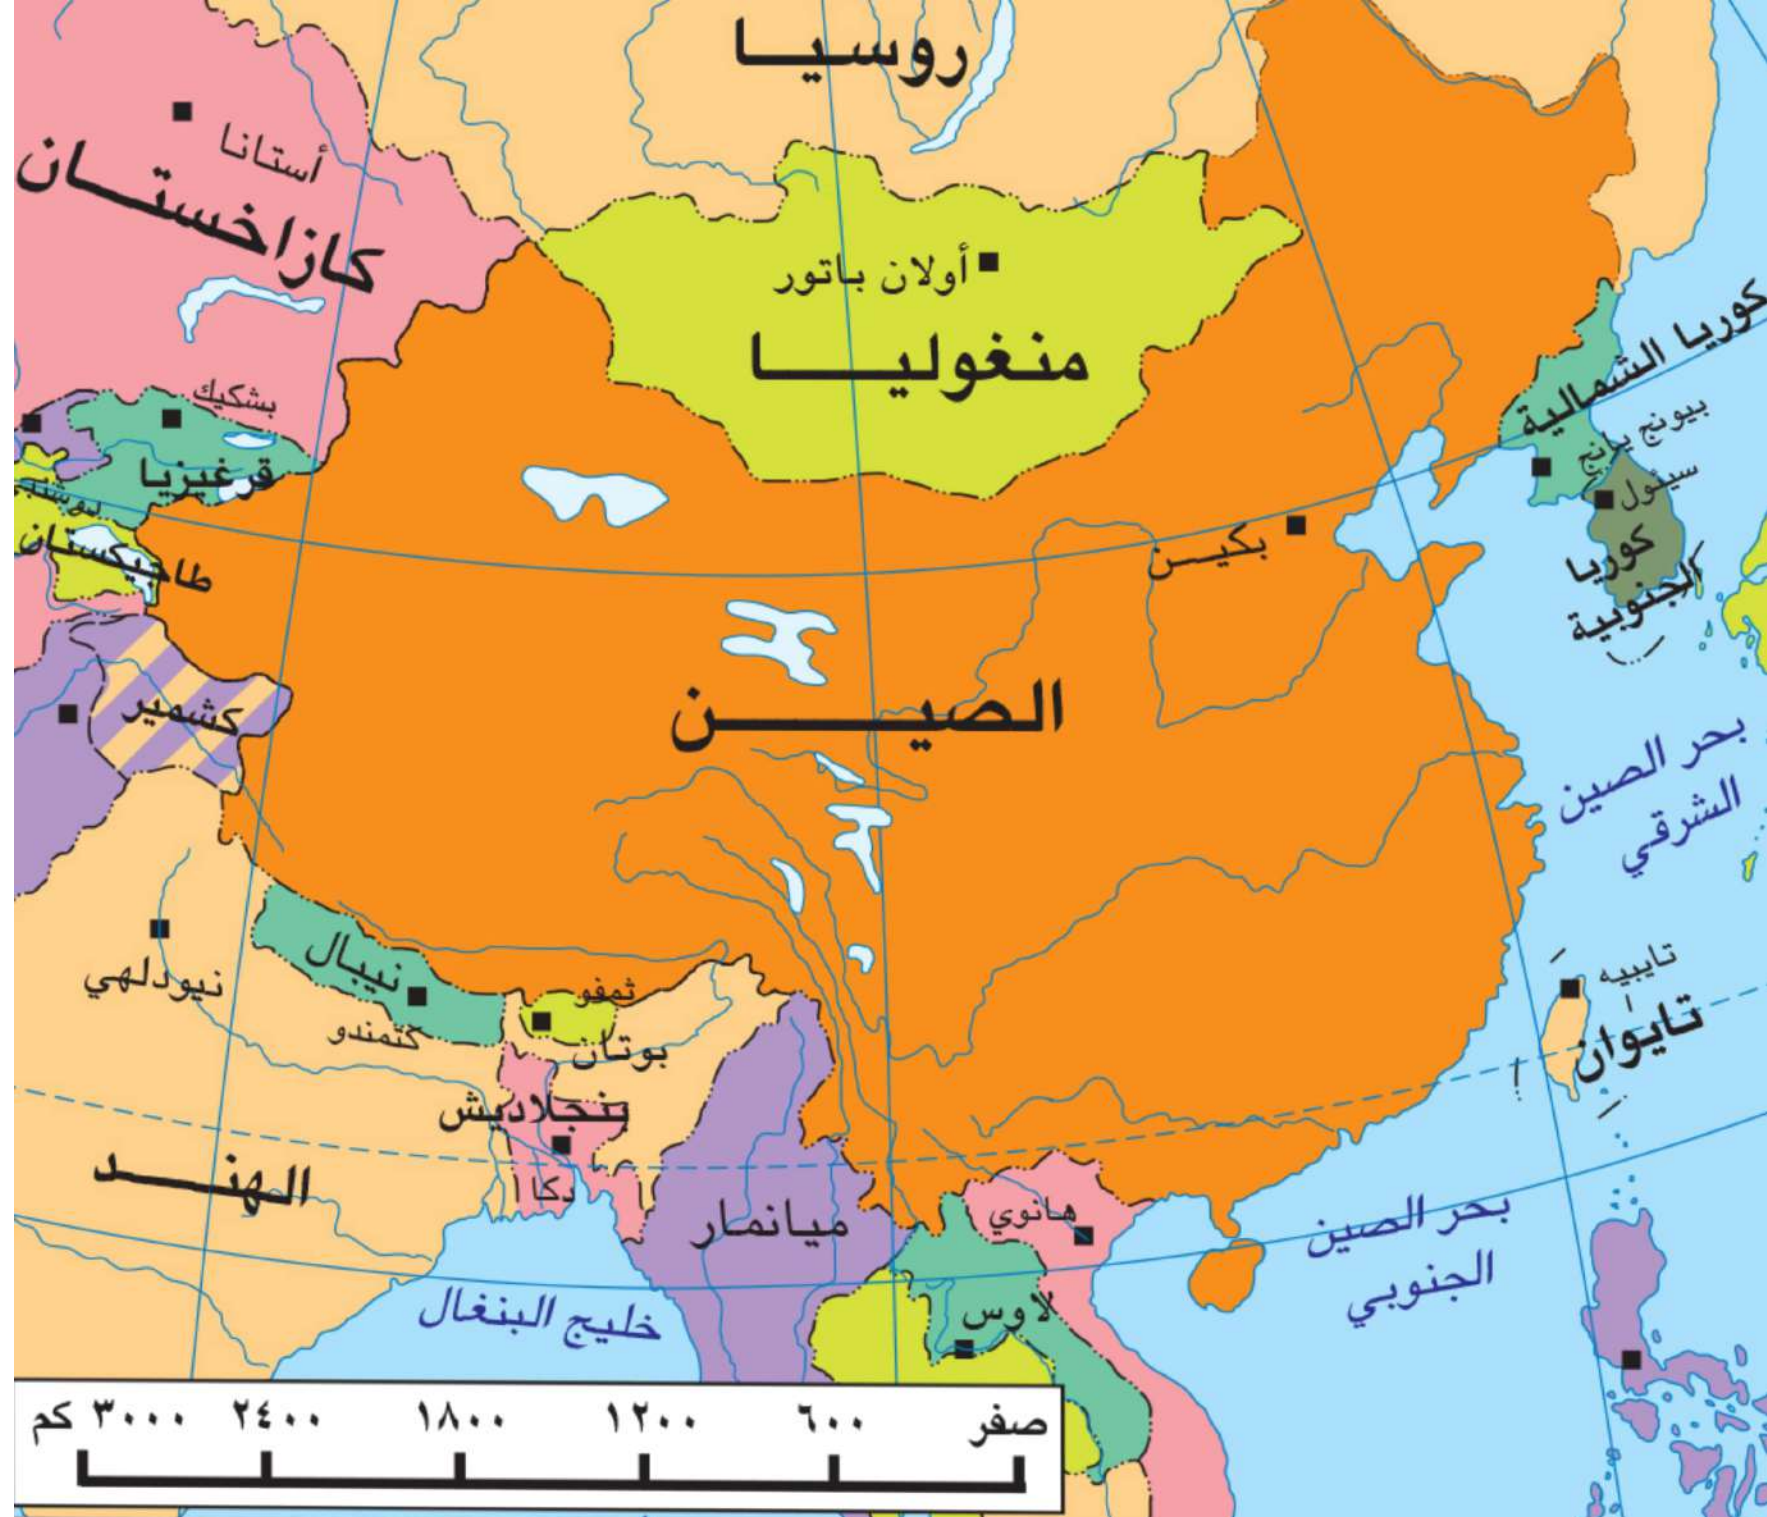 روسيا
أستانا
كازاخستان
أولان باتور
منغوليا
كوريا الشمالية
بيونج يانج
سيئول
كوريا
الجنوبية
بشكيك
قرغيزيا
طاجيكستان
بكين
الصين
كشمير
بحر الصين
الشرقي
نيودلهي
نيبال
كتمندو
ثمفو
بوتان
تايبيه
تايوان
بنجلاديش
دكا
الهند
ميانمار
هانوي
لاوس
بحر الصين
الجنوبي
خليج البنغال
صفر ٦٠٠ ١٢٠٠ ١٨٠٠ ٢٤٠٠ ٣٠٠٠ كم